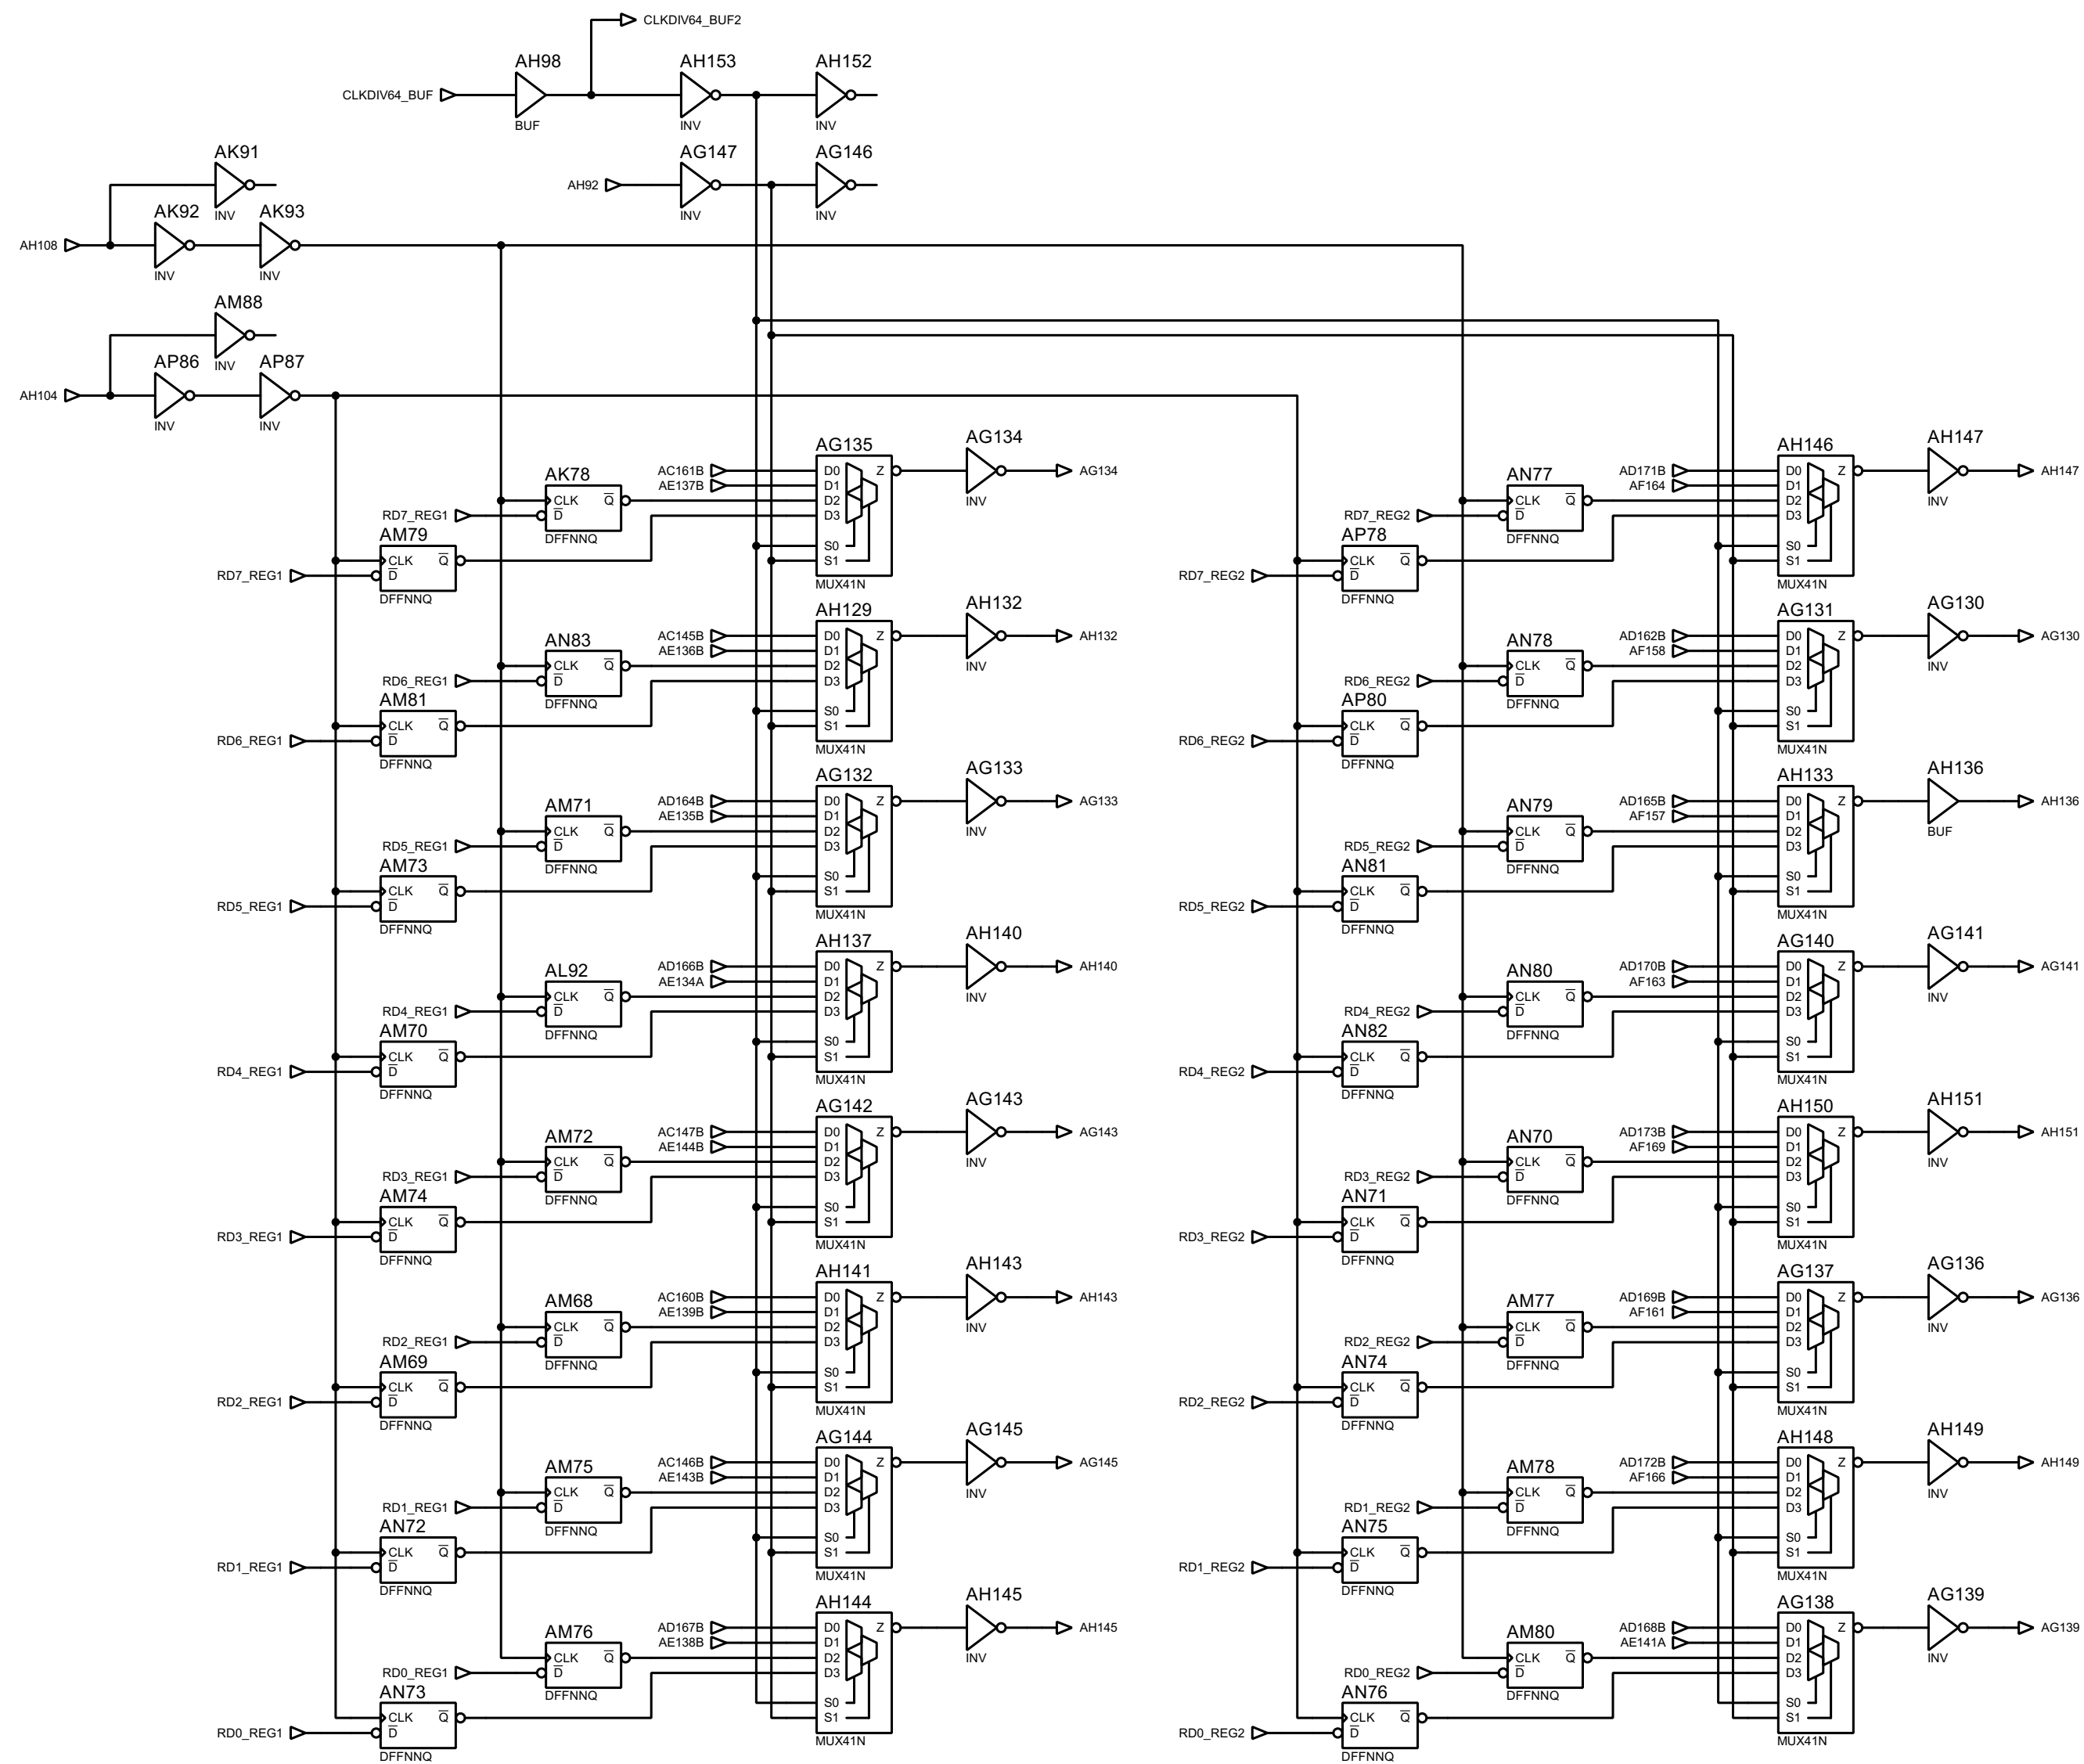 CLKDIV64_BUF2
AH98
AH153
AH152
CLKDIV64_BUF
BUF
INV
INV
AK91
AG147
AG146
AH92
INV
INV
INV
AK92
AK93
AH108
INV
INV
AM88
INV
AP86
AP87
AH104
INV
INV
AG135
AG134
AK78
AC161B
AE137B
D0
D1
D2
D3
S0
S1
Z
MUX41N
INV
AG134
CLK
Q
D
DFFNNQ
RD7_REG1
AM79
CLK
Q
D
DFFNNQ
RD7_REG1
AH146
AH147
AN77
AD171B
AF164
D0
D1
D2
D3
S0
S1
Z
MUX41N
INV
AH147
CLK
Q
D
DFFNNQ
RD7_REG2
AP78
CLK
Q
D
DFFNNQ
RD7_REG2
AH129
AH132
AN83
AC145B
AE136B
D0
D1
D2
D3
S0
S1
Z
MUX41N
INV
AH132
CLK
Q
D
DFFNNQ
RD6_REG1
AM81
CLK
Q
D
DFFNNQ
RD6_REG1
AG131
AG130
AN78
AD162B
AF158
D0
D1
D2
D3
S0
S1
Z
MUX41N
INV
AG130
CLK
Q
D
DFFNNQ
RD6_REG2
AP80
CLK
Q
D
DFFNNQ
RD6_REG2
AG132
AG133
AM71
AD164B
AE135B
D0
D1
D2
D3
S0
S1
Z
MUX41N
INV
AG133
CLK
Q
D
DFFNNQ
RD5_REG1
AM73
CLK
Q
D
DFFNNQ
RD5_REG1
AH133
AH136
AN79
AD165B
AF157
D0
D1
D2
D3
S0
S1
Z
MUX41N
BUF
AH136
CLK
Q
D
DFFNNQ
RD5_REG2
AN81
CLK
Q
D
DFFNNQ
RD5_REG2
AH137
AH140
AL92
AD166B
AE134A
D0
D1
D2
D3
S0
S1
Z
MUX41N
INV
AH140
CLK
Q
D
DFFNNQ
RD4_REG1
AM70
CLK
Q
D
DFFNNQ
RD4_REG1
AG140
AG141
AN80
AD170B
AF163
D0
D1
D2
D3
S0
S1
Z
MUX41N
INV
AG141
CLK
Q
D
DFFNNQ
RD4_REG2
AN82
CLK
Q
D
DFFNNQ
RD4_REG2
AG142
AG143
AM72
AC147B
AE144B
D0
D1
D2
D3
S0
S1
Z
MUX41N
INV
AG143
CLK
Q
D
DFFNNQ
RD3_REG1
AM74
CLK
Q
D
DFFNNQ
RD3_REG1
AH150
AH151
AN70
AD173B
AF169
D0
D1
D2
D3
S0
S1
Z
MUX41N
INV
AH151
CLK
Q
D
DFFNNQ
RD3_REG2
AN71
CLK
Q
D
DFFNNQ
RD3_REG2
AH141
AH143
AM68
AC160B
AE139B
D0
D1
D2
D3
S0
S1
Z
MUX41N
INV
AH143
CLK
Q
D
DFFNNQ
RD2_REG1
AM69
CLK
Q
D
DFFNNQ
RD2_REG1
AG137
AG136
AM77
AD169B
AF161
D0
D1
D2
D3
S0
S1
Z
MUX41N
INV
AG136
CLK
Q
D
DFFNNQ
RD2_REG2
AN74
CLK
Q
D
DFFNNQ
RD2_REG2
AG144
AG145
AM75
AC146B
AE143B
D0
D1
D2
D3
S0
S1
Z
MUX41N
INV
AG145
CLK
Q
D
DFFNNQ
RD1_REG1
AN72
CLK
Q
D
DFFNNQ
RD1_REG1
AH148
AH149
AM78
AD172B
AF166
D0
D1
D2
D3
S0
S1
Z
MUX41N
INV
AH149
CLK
Q
D
DFFNNQ
RD1_REG2
AN75
CLK
Q
D
DFFNNQ
RD1_REG2
AH144
AH145
AM76
AD167B
AE138B
D0
D1
D2
D3
S0
S1
Z
MUX41N
INV
AH145
CLK
Q
D
DFFNNQ
RD0_REG1
AN73
CLK
Q
D
DFFNNQ
RD0_REG1
AG138
AG139
AM80
AD168B
AE141A
D0
D1
D2
D3
S0
S1
Z
MUX41N
INV
AG139
CLK
Q
D
DFFNNQ
RD0_REG2
AN76
CLK
Q
D
DFFNNQ
RD0_REG2